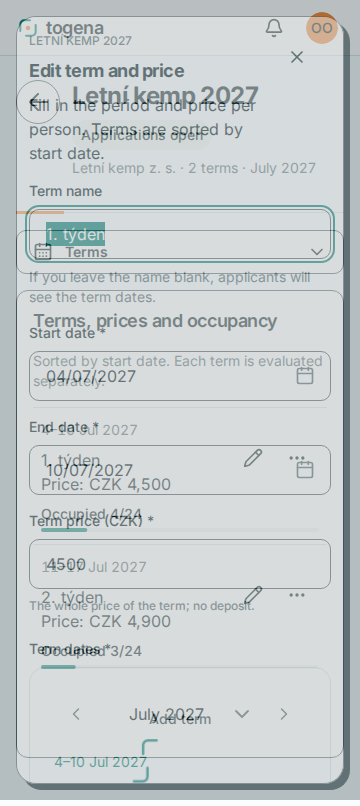 togena
OO
LETNÍ KEMP 2027
Edit term and price
Letní kemp 2027
Fill in the period and price per
person. Terms are sorted by
start date.
Applications open
Letní kemp z. s. · 2 terms · July 2027
Term name
1. týden
Terms
If you leave the name blank, applicants will
see the term dates.
Terms, prices and occupancy
Start date *
Sorted by start date. Each term is evaluated
separately.
04/07/2027
End date *
4–10 Jul 2027
1. týden
10/07/2027
Price: CZK 4,500
Occupied 4/24
Term price (CZK) *
4500
11–17 Jul 2027
2. týden
The whole price of the term; no deposit.
Price: CZK 4,900
Term dates *
Occupied 3/24
July 2027
Add term
4–10 Jul 2027